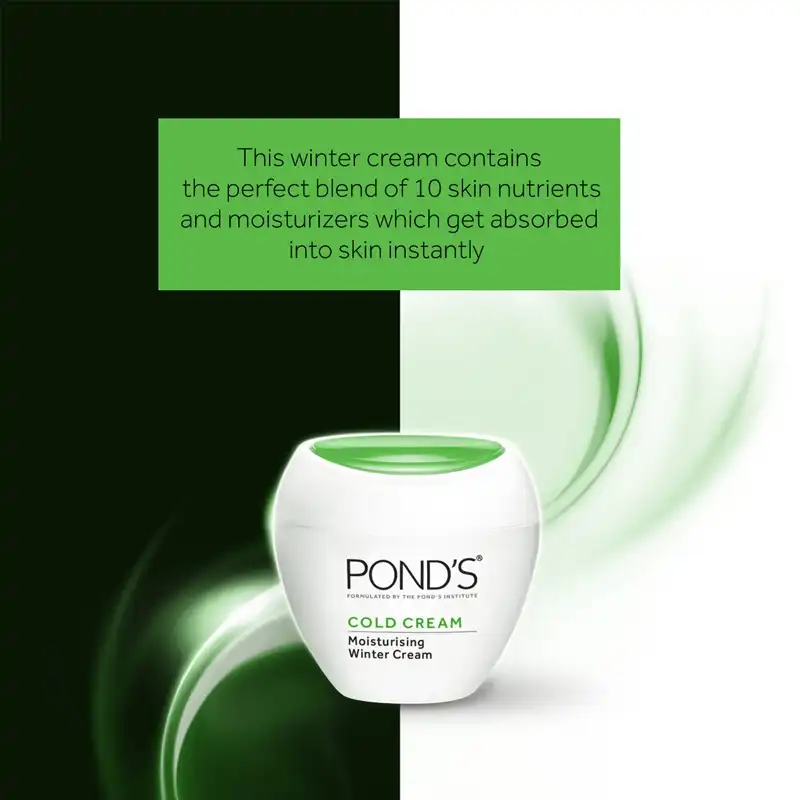 This winter cream contains
the perfect blend of 10 skin nutrients
and moisturizers which get absorbed
into skin instantly
POND'S®
FORMULATED BY THE POND'S INSTITUTE
COLD CREAM
Moisturising
Winter Cream